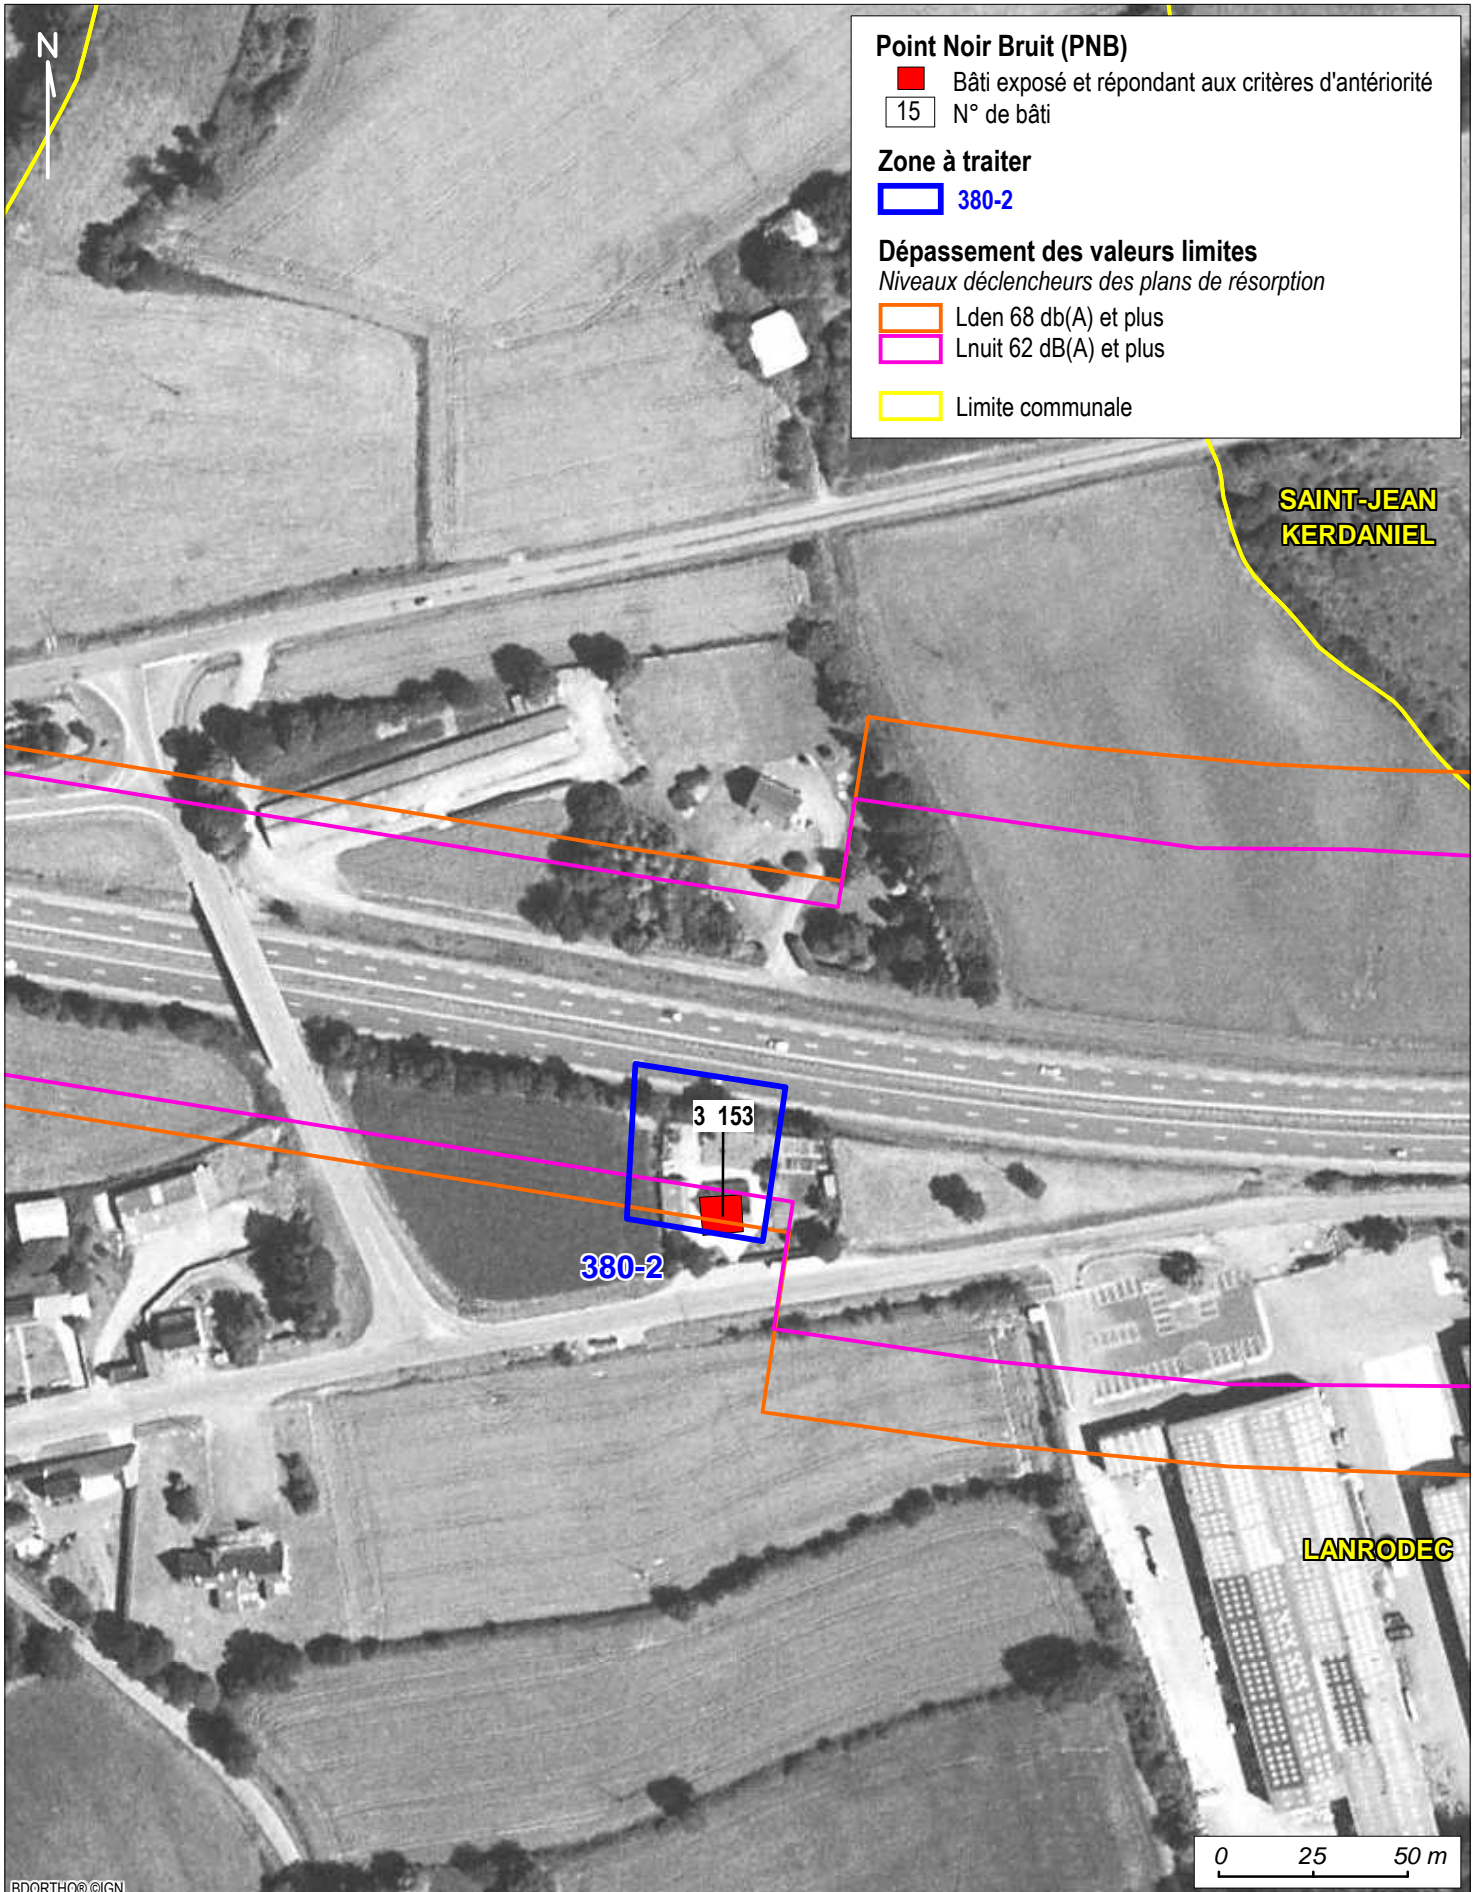 N
Point Noir Bruit (PNB)
Bâti exposé et répondant aux critères d'antériorité
15 N° de bâti
Zone à traiter
380-2
Dépassement des valeurs limites
Niveaux déclencheurs des plans de résorption
Lden 68 db(A) et plus
Lnuit 62 dB(A) et plus
Limite communale
SAINT-JEAN
KERDANIEL
3 153
380-2
LANRODEC
0 25 50 m
BDORTHO® ©IGN